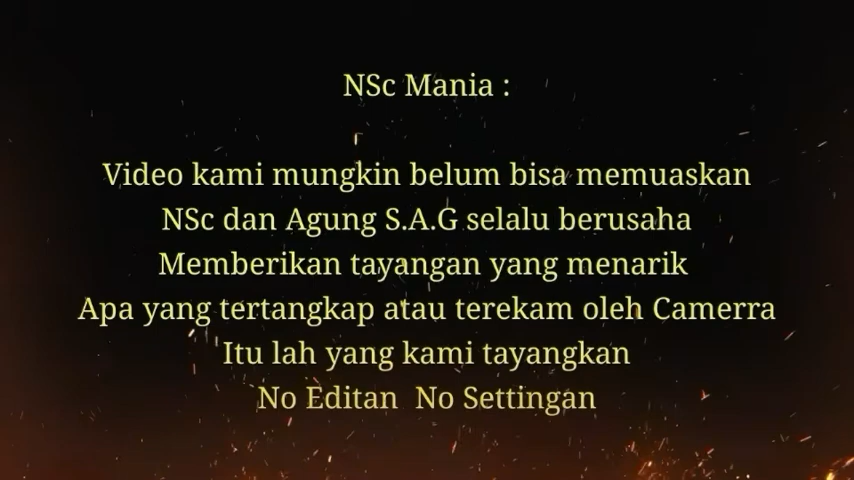 NSc Mania :
Video kami mungkin belum bisa memuaskan
NSc dan Agung S.A.G selalu berusaha
Memberikan tayangan yang menarik
Apa yang tertangkap atau terekam oleh Camerra
Itu lah yang kami tayangkan
No Editan  No Settingan